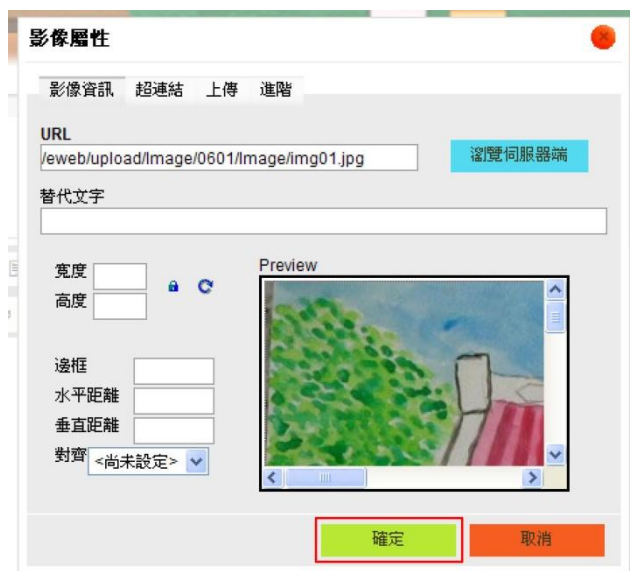 影像屬性
影像資訊 超連結 上傳 進階
URL
/eweb/upload/Image/0601/Image/img01.jpg 瀏覽伺服器端
替代文字
寬度
高度
Preview
邊框
水平距離
垂直距離
對齊 <尚未設定>
確定 取消